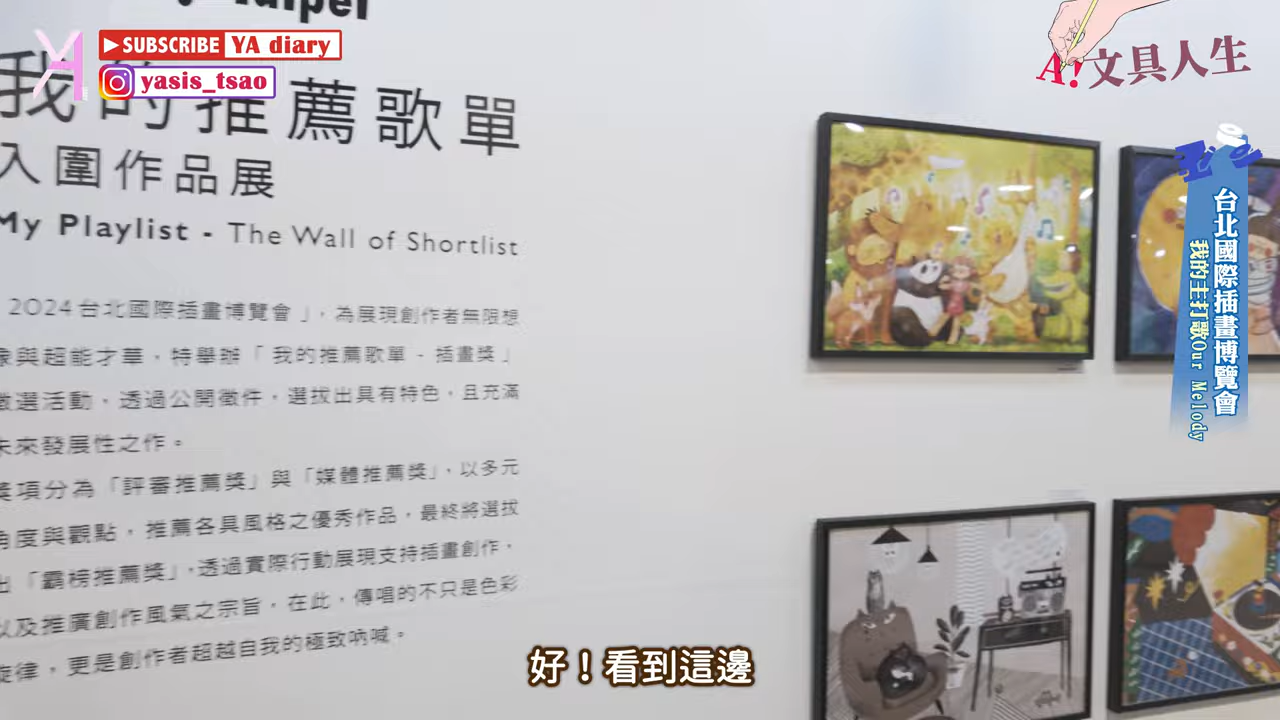 Taipei
SUBSCRIBE YA diary
yasis_tsao
A!文具人生
我的推薦歌單
入圍作品展
My Playlist - The Wall of Shortlist
2024台北國際插畫博覽會」，為展現創作者無限想
像與超能才華，特舉辦「我的推薦歌單 - 插畫獎」
徵選活動，透過公開徵件，選拔出具有特色，且充滿
未來發展性之作。
獎項分為「評審推薦獎」與「媒體推薦獎」，以多元
角度與觀點，推薦各具風格之優秀作品，最終將選拔
出「霸榜推薦獎」，透過實際行動展現支持插畫創作，
以及推廣創作風氣之宗旨，在此，傳唱的不只是色彩
旋律，更是創作者超越自我的極致吶喊。
台北國際插畫博覽會
我的主打歌Our Melody
好！看到這邊